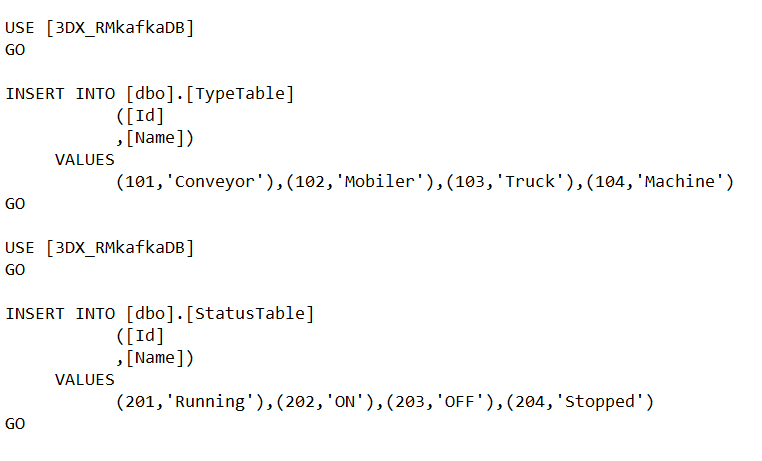 USE [3DX_RMkafkaDB]
GO
INSERT INTO [dbo].[TypeTable]
([Id]
,[Name])
VALUES
(101,'Conveyor'),(102,'Mobiler'),(103,'Truck'),(104,'Machine')
GO
USE [3DX_RMkafkaDB]
GO
INSERT INTO [dbo].[StatusTable]
([Id]
,[Name])
VALUES
(201,'Running'),(202,'ON'),(203,'OFF'),(204,'Stopped')
GO